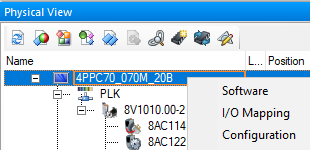 Physical View
Name L... Position
4PPC70_070M_20B
PLK
8V1010.00-2
8AC114
8AC122
Software
I/O Mapping
Configuration